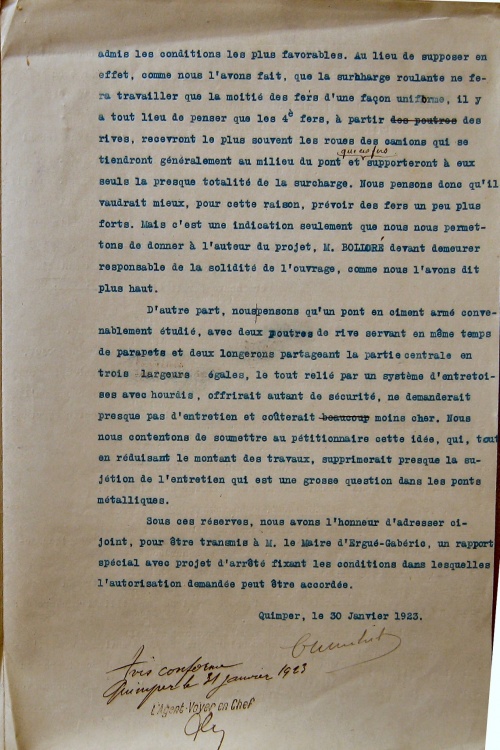 admis les conditions les plus favorables. Au lieu de supposer en
effet, comme nous l'avons fait, que la surhharge roulante ne fe-
ra travailler que la moitié des fers d'une façon uniforme, il y
a tout lieu de penser que les 4è fers, à partir des poutres des
rives, recevront le plus souvent les roues des camions qui se
que ces fers
tiendront généralement au milieu du pont et supporteront à eux
seuls la presque totalité de la surcharge. Nous pensons donc qu'il
vaudrait mieux, pour cette raison, prévoir des fers un peu plus
forts. Mais c'est une indication seulement que nous nous permet-
tons de donner à l'auteur du projet, M. BOLLORÉ devant demeurer
responsable de la solidité de l'ouvrage, comme nous l'avons dit
plus haut.
D'autre part, nous|pensons qu'un pont en ciment armé conve-
nablement étudié, avec deux poutres de rive servant en même temps
de parapets et deux longerons partageant la partie centrale en
trois largeurs égales, le tout relié par un système d'entretoi-
ses avec hourdis, offrirait autant de sécurité, ne demanderait
presque pas d'entretien et coûterait beaucoup moins cher. Nous
nous contentons de soumettre au pétitionnaire cette idée, qui, tout
en réduisant le montant des travaux, supprimerait presque la su-
jétion de l'entretien qui est une grosse question dans les ponts
métalliques.
Sous ces réserves, nous avons l'honneur d'adresser ci-
joint, pour être transmis à M. le Maire d'Ergué-Gabéric, un rapport
spécial avec projet d'arrêté fixant les conditions dans lesquelles
l'autorisation demandée peut être accordée.
Quimper, le 30 Janvier 1923.
Avis conforme
Quimper le 31 janvier 1923
L'Agent-Voyer en Chef